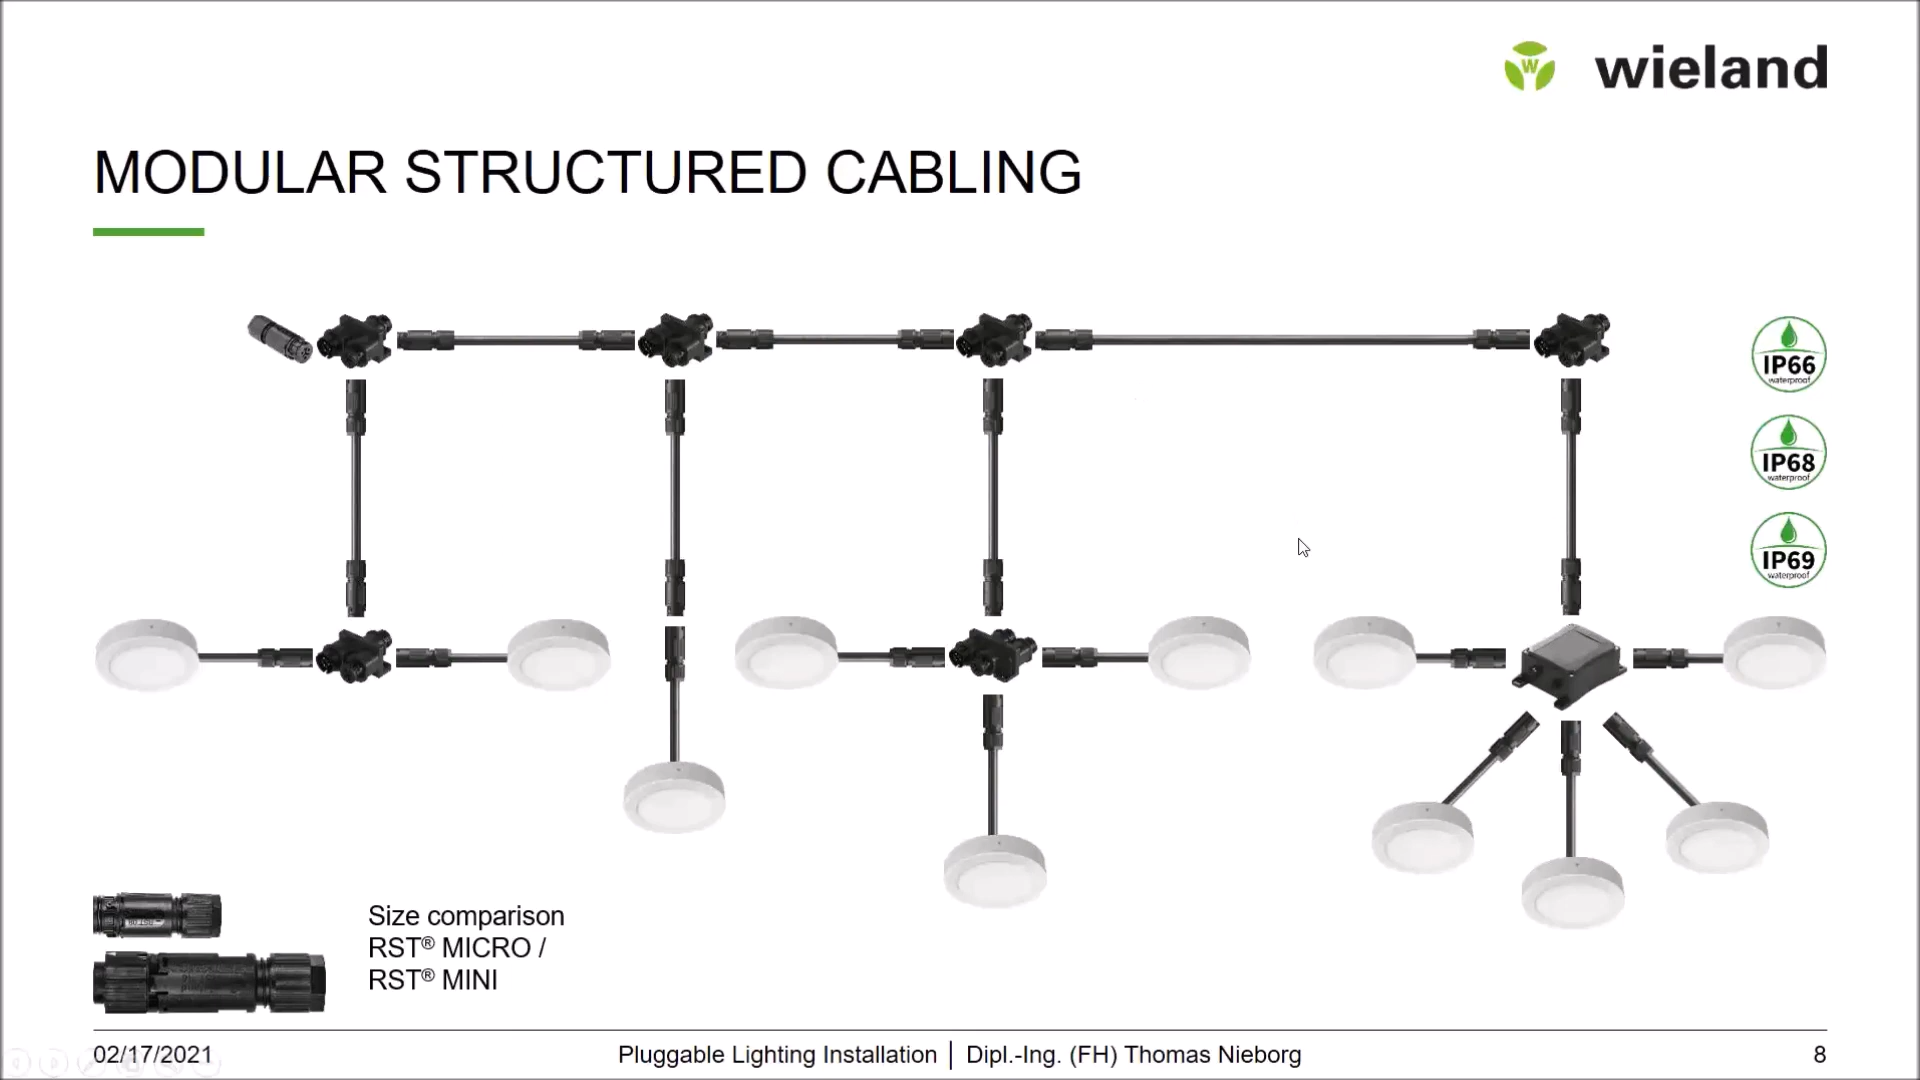 W wieland
MODULAR STRUCTURED CABLING
IP66
waterproof
IP68
waterproof
IP69
waterproof
Size comparison
RST® MICRO /
RST® MINI
02/17/2021
Pluggable Lighting Installation | Dipl.-Ing. (FH) Thomas Nieborg
8